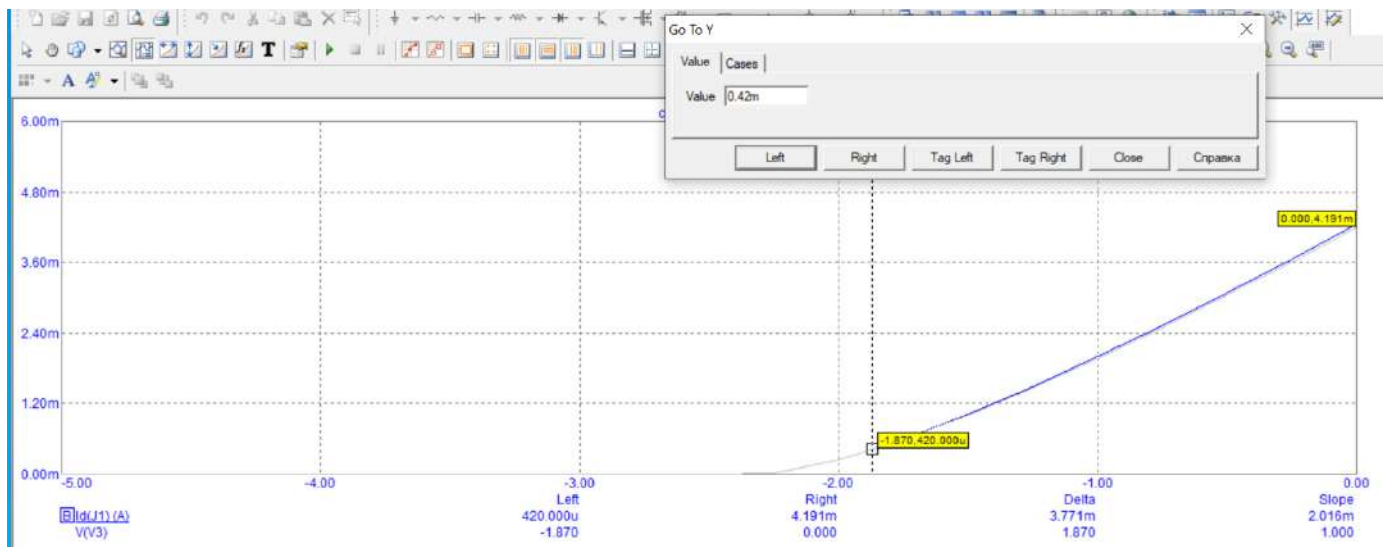 Go To Y
T
Value Cases
A
Value 0.42m
Left Right Tag Left Tag Right Close Справка
6.00m
4.80m
0.000,4.191m
3.60m
2.40m
1.20m
-1.870,420.000u
0.00m
-5.00 -4.00 -3.00 -2.00 -1.00 0.00
Left Right Delta Slope
B Id(J1) (A) 420.000u 4.191m 3.771m 2.016m
V(V3) -1.870 0.000 1.870 1.000